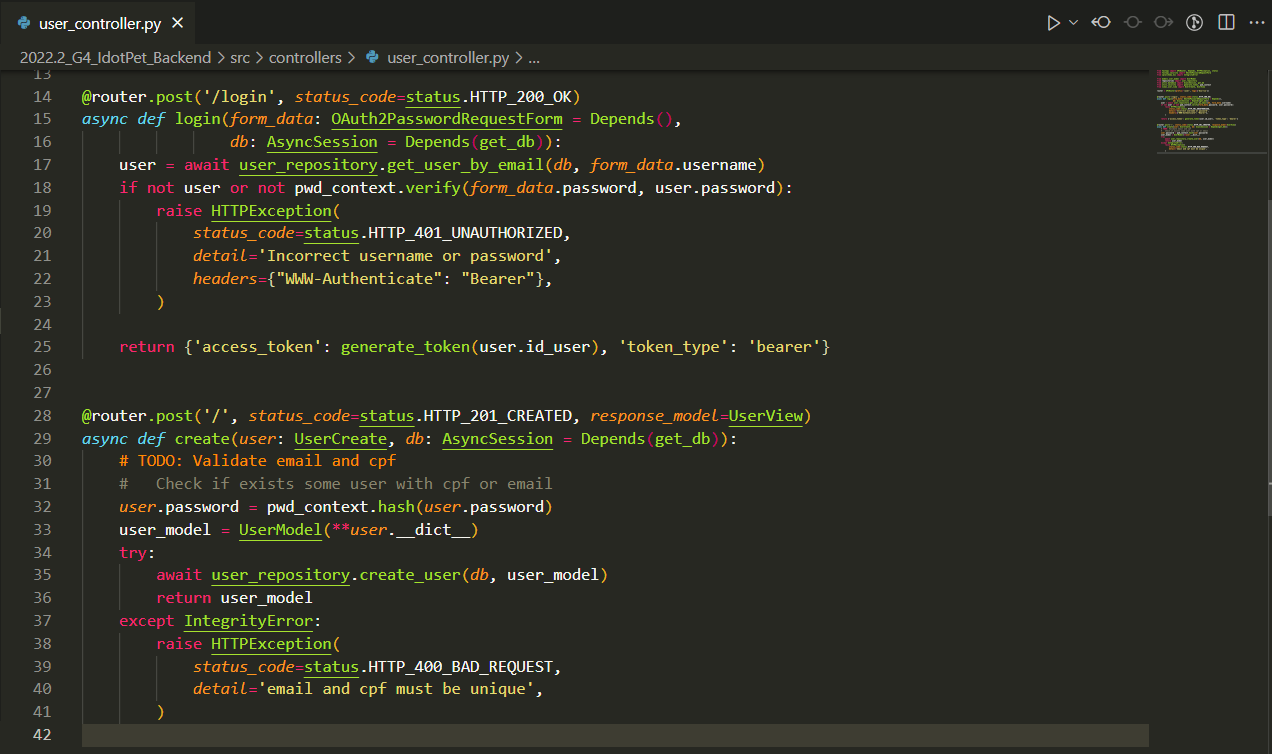 user_controller.py
2022.2_G4_IdotPet_Backend > src > controllers > user_controller.py > ...
13
14 @router.post('/login', status_code=status.HTTP_200_OK)
15 async def login(form_data: OAuth2PasswordRequestForm = Depends(),
16                 db: AsyncSession = Depends(get_db)):
17     user = await user_repository.get_user_by_email(db, form_data.username)
18     if not user or not pwd_context.verify(form_data.password, user.password):
19         raise HTTPException(
20             status_code=status.HTTP_401_UNAUTHORIZED,
21             detail='Incorrect username or password',
22             headers={"WWW-Authenticate": "Bearer"},
23         )
24
25     return {'access_token': generate_token(user.id_user), 'token_type': 'bearer'}
26
27
28 @router.post('/', status_code=status.HTTP_201_CREATED, response_model=UserView)
29 async def create(user: UserCreate, db: AsyncSession = Depends(get_db)):
30     # TODO: Validate email and cpf
31     #   Check if exists some user with cpf or email
32     user.password = pwd_context.hash(user.password)
33     user_model = UserModel(**user.__dict__)
34     try:
35         await user_repository.create_user(db, user_model)
36         return user_model
37     except IntegrityError:
38         raise HTTPException(
39             status_code=status.HTTP_400_BAD_REQUEST,
40             detail='email and cpf must be unique',
41         )
42